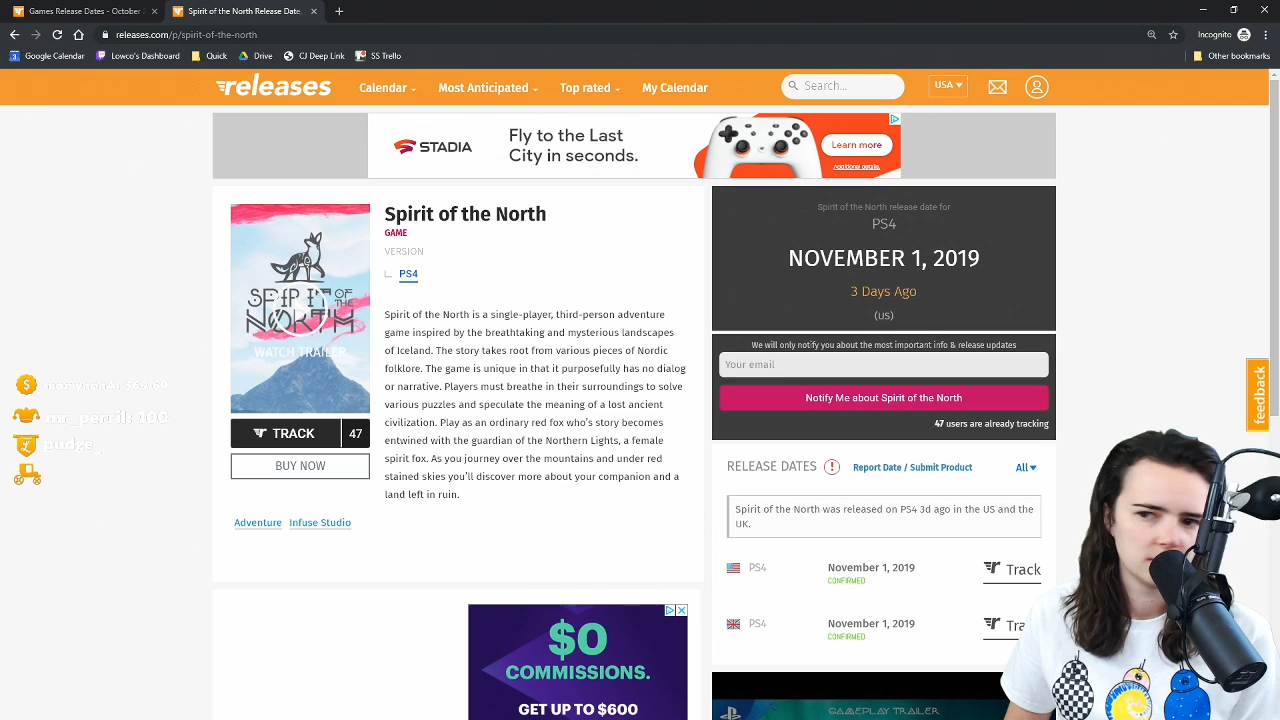 Games Release Dates - October
Spirit of the North Release Date
releases.com/p/spirit-of-the-north
Incognito
Google Calendar
Lowco's Dashboard
Quick
Drive
CJ Deep Link
SS Trello
Other bookmarks
releases
Calendar
Most Anticipated
Top rated
My Calendar
Search...
USA
STADIA
Fly to the Last
City in seconds.
Learn more
Additional details.
Spirit of the North
GAME
VERSION
PS4
Spirit of the North is a single-player, third-person adventure
game inspired by the breathtaking and mysterious landscapes
of Iceland. The story takes root from various pieces of Nordic
folklore. The game is unique in that it purposefully has no dialog
or narrative. Players must breathe in their surroundings to solve
various puzzles and speculate the meaning of a lost ancient
civilization. Play as an ordinary red fox who's story becomes
entwined with the guardian of the Northern Lights, a female
spirit fox. As you journey over the mountains and under red
stained skies you'll discover more about your companion and a
land left in ruin.
SPIRIT OF THE
NORTH
WATCH TRAILER
TRACK 47
BUY NOW
Adventure Infuse Studio
Spirit of the North release date for
PS4
NOVEMBER 1, 2019
3 Days Ago
(US)
We will only notify you about the most important info & release updates
Your email
Notify Me about Spirit of the North
47 users are already tracking
RELEASE DATES
Report Date / Submit Product
All
Spirit of the North was released on PS4 3d ago in the US and the
UK.
PS4 November 1, 2019 Track
CONFIRMED
PS4 November 1, 2019 Tra
CONFIRMED
feedback
mr_pencil: 100
pudze_
$0
COMMISSIONS.
GET UP TO $600
GAMEPLAY TRAILER